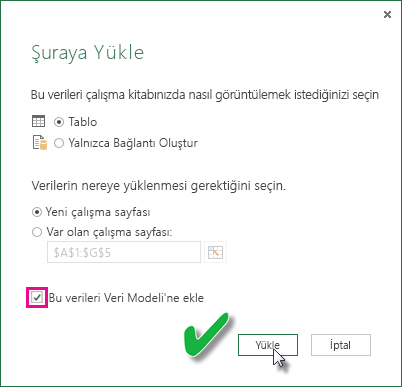 Şuraya Yükle
Bu verileri çalışma kitabınızda nasıl görüntülemek istediğinizi seçin
Tablo
Yalnızca Bağlantı Oluştur
Verilerin nereye yüklenmesi gerektiğini seçin.
Yeni çalışma sayfası
Var olan çalışma sayfası:
$A$1:$G$5
Bu verileri Veri Modeli'ne ekle
Yükle
İptal